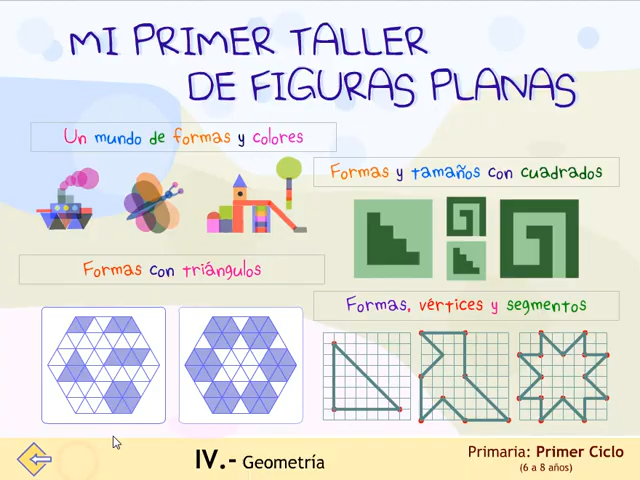 MI PRIMER TALLER
DE FIGURAS PLANAS
Un mundo de formas y colores
Formas y tamaños con cuadrados
Formas con triángulos
Formas, vértices y segmentos
IV.- Geometría
Primaria: Primer Ciclo
(6 a 8 años)